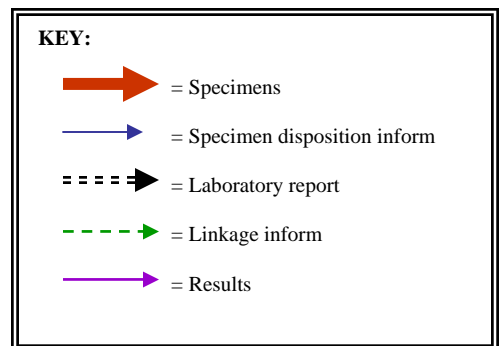 KEY:
= Specimens
= Specimen disposition inform
= Laboratory report
= Linkage inform
= Results